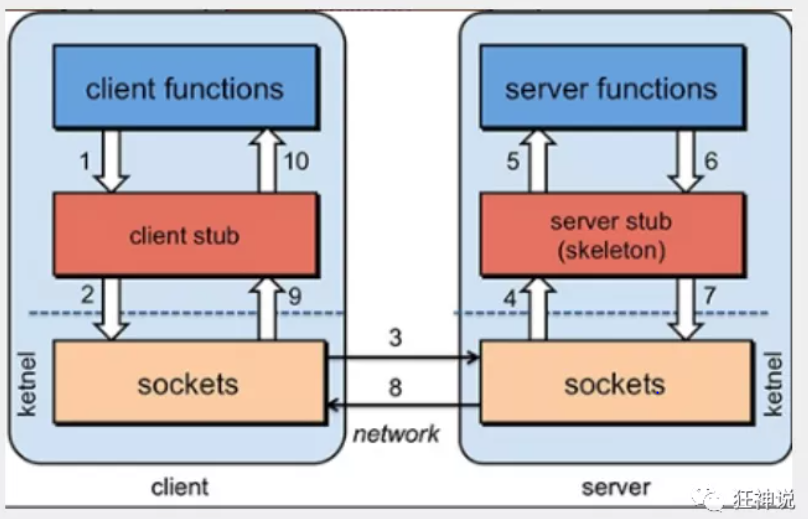 client functions
server functions
1
10
5
6
client stub
server stub
(skeleton)
2
9
4
7
3
ketnel
sockets
8
sockets
ketnel
network
client
server
狂神说